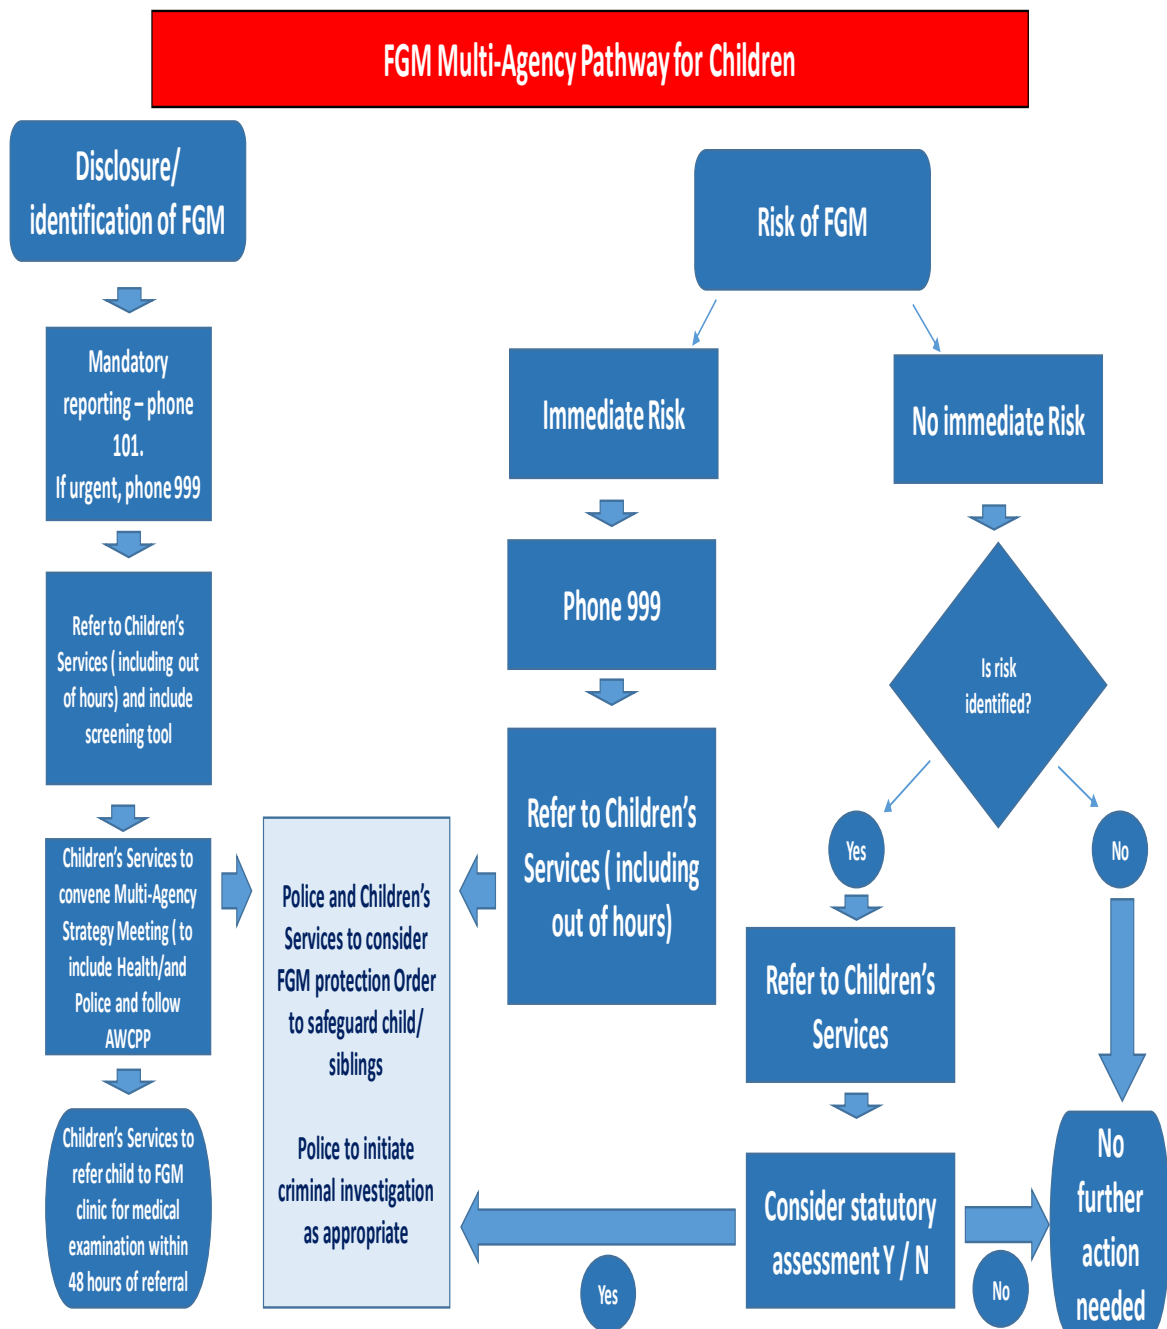 FGM Multi-Agency Pathway for Children
Disclosure/
identification of FGM
Mandatory
reporting – phone
101.
If urgent, phone 999
Refer to Children's
Services ( including out
of hours) and include
screening tool
Children's Services to
convene Multi-Agency
Strategy Meeting ( to
include Health/and
Police and follow
AWCPP
Children's Services to
refer child to FGM
clinic for medical
examination within
48 hours of referral
Police and Children's
Services to consider
FGM protection Order
to safeguard child/
siblings
Police to initiate
criminal investigation
as appropriate
Risk of FGM
Immediate Risk
Phone 999
Refer to Children's
Services ( including
out of hours)
No immediate Risk
Is risk
identified?
Yes
No
Refer to Children's
Services
Consider statutory
assessment Y / N
Yes
No
No
further
action
needed